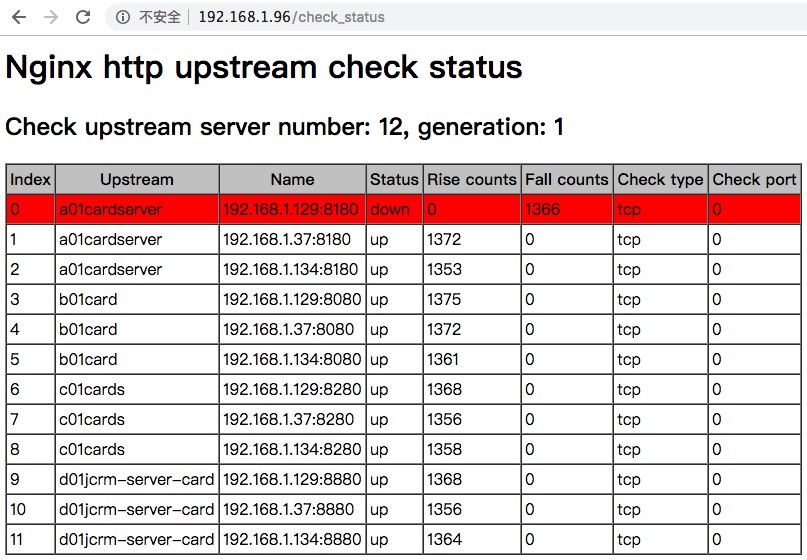 不安全 192.168.1.96/check_status
Nginx http upstream check status
Check upstream server number: 12, generation: 1
Index Upstream Name Status Rise counts Fall counts Check type Check port
0 a01cardserver 192.168.1.129:8180 down 0 1366 tcp 0
1 a01cardserver 192.168.1.37:8180 up 1372 0 tcp 0
2 a01cardserver 192.168.1.134:8180 up 1353 0 tcp 0
3 b01card 192.168.1.129:8080 up 1375 0 tcp 0
4 b01card 192.168.1.37:8080 up 1372 0 tcp 0
5 b01card 192.168.1.134:8080 up 1361 0 tcp 0
6 c01cards 192.168.1.129:8280 up 1368 0 tcp 0
7 c01cards 192.168.1.37:8280 up 1356 0 tcp 0
8 c01cards 192.168.1.134:8280 up 1358 0 tcp 0
9 d01jcrm-server-card 192.168.1.129:8880 up 1368 0 tcp 0
10 d01jcrm-server-card 192.168.1.37:8880 up 1356 0 tcp 0
11 d01jcrm-server-card 192.168.1.134:8880 up 1364 0 tcp 0